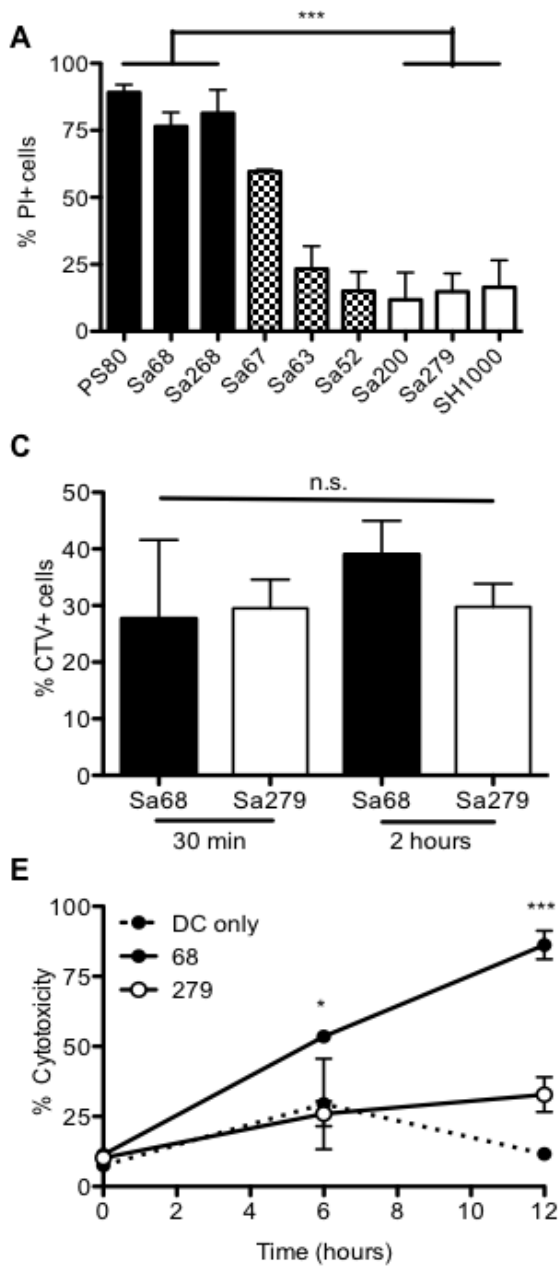 A
***
100
75
50
25
0
% PI+ cells
PS80
Sa68
Sa268
Sa67
Sa63
Sa52
Sa200
Sa279
SH1000
C
n.s.
50
40
30
20
10
0
% CTV+ cells
Sa68 Sa279 Sa68 Sa279
30 min 2 hours
E
100
75
50
25
0
% Cytotoxicity
DC only
68
279
*
***
0 2 4 6 8 10 12
Time (hours)